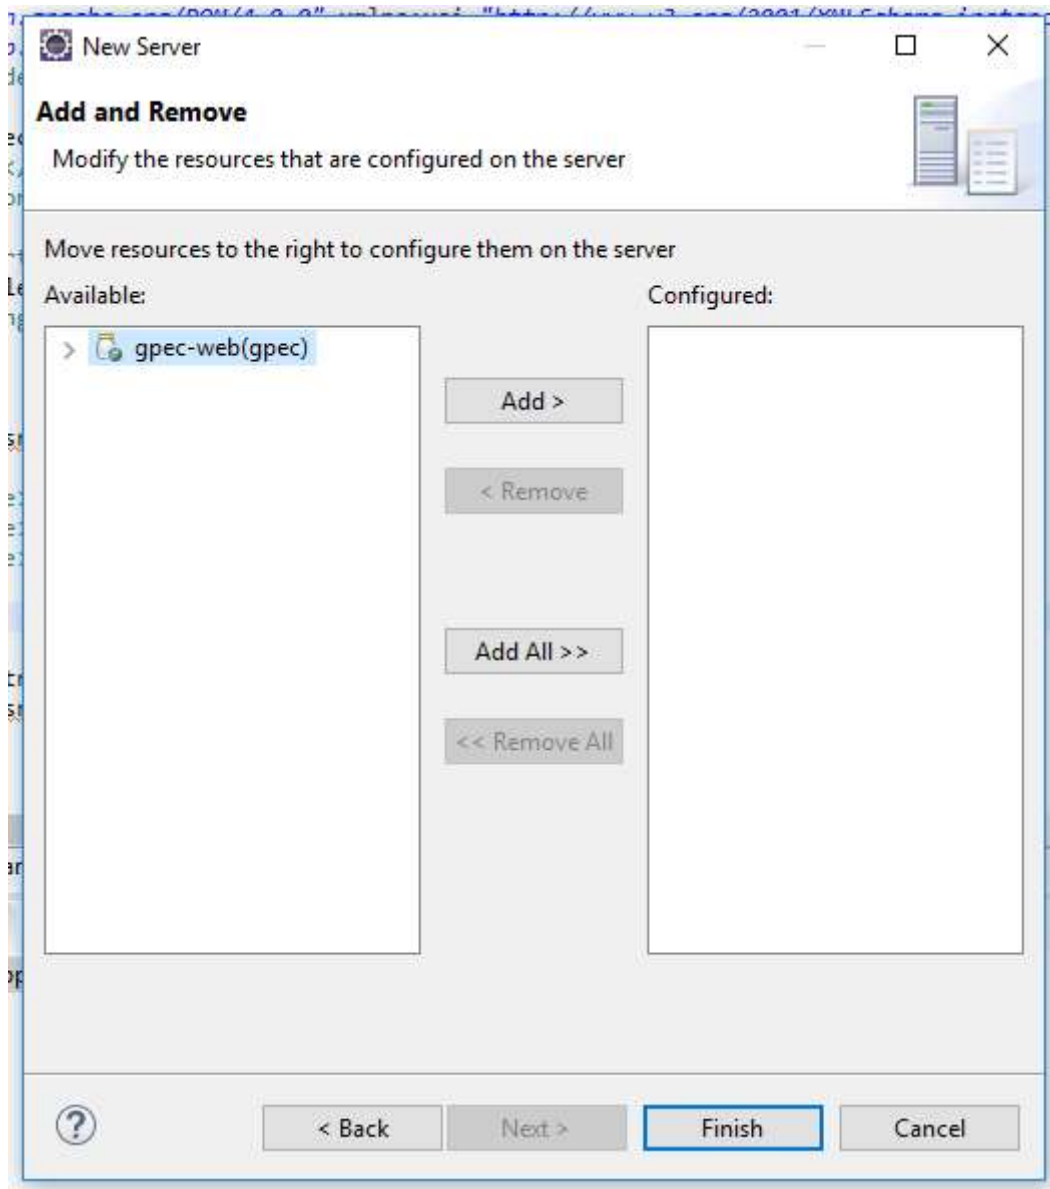 New Server
Add and Remove
Modify the resources that are configured on the server
Move resources to the right to configure them on the server
Available:
Configured:
gpec-web(gpec)
Add >
< Remove
Add All >>
<< Remove All
?
< Back
Next >
Finish
Cancel